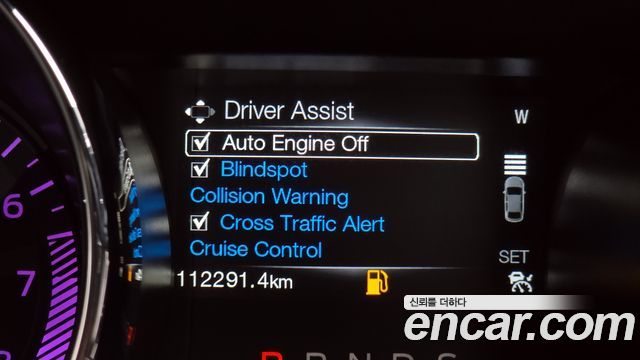 Driver Assist
W
Auto Engine Off
Blindspot
Collision Warning
6
Cross Traffic Alert
Cruise Control
SET
7
112291.4km
신뢰를 더하다
encar.com
R N D S